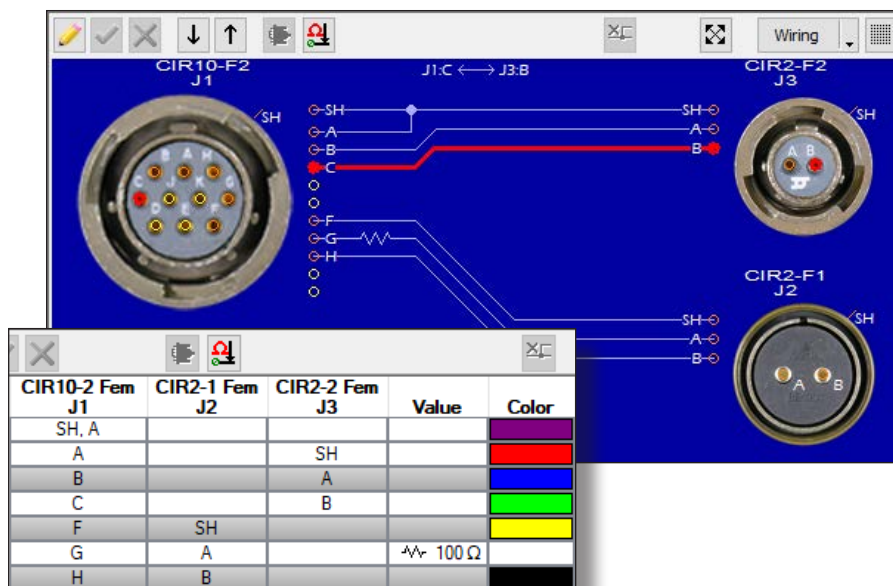 Wiring
CIR10-F2
J1
J1:C ⟷ J3:B
CIR2-F2
J3
SH
SH
A
B
C
F
G
H
SH
A
B
SH
A B
B A H
C J K G
D E F
CIR2-F1
J2
SH
A
B
SH
A B
CIR10-2 Fem CIR2-1 Fem CIR2-2 Fem
J1 J2 J3 Value Color
SH, A
A SH
B A
C B
F SH
G A 100 Ω
H B